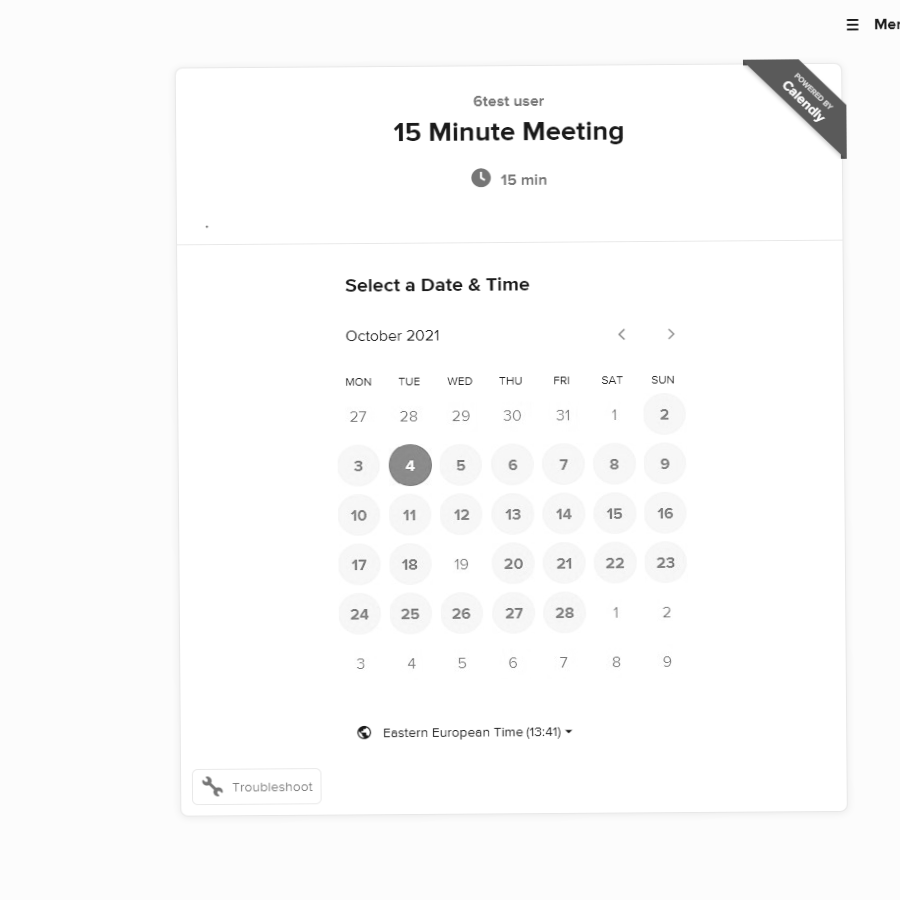 ☰ Mer
POWERED BY
Calendly
6test user
15 Minute Meeting
15 min
.
Select a Date & Time
October 2021
MON TUE WED THU FRI SAT SUN
27 28 29 30 31 1 2
3 4 5 6 7 8 9
10 11 12 13 14 15 16
17 18 19 20 21 22 23
24 25 26 27 28 1 2
3 4 5 6 7 8 9
Eastern European Time (13:41)
Troubleshoot